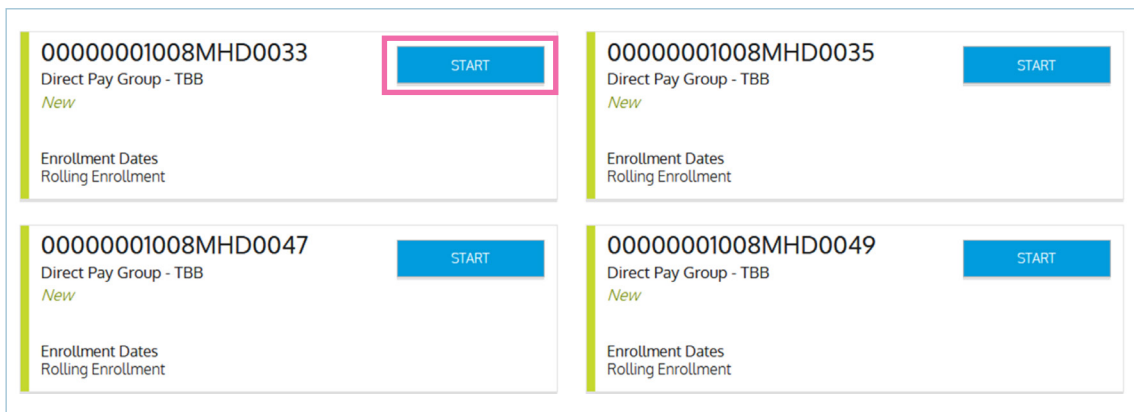 00000001008MHD0033
START
Direct Pay Group - TBB
New
Enrollment Dates
Rolling Enrollment
00000001008MHD0035
START
Direct Pay Group - TBB
New
Enrollment Dates
Rolling Enrollment
00000001008MHD0047
START
Direct Pay Group - TBB
New
Enrollment Dates
Rolling Enrollment
00000001008MHD0049
START
Direct Pay Group - TBB
New
Enrollment Dates
Rolling Enrollment